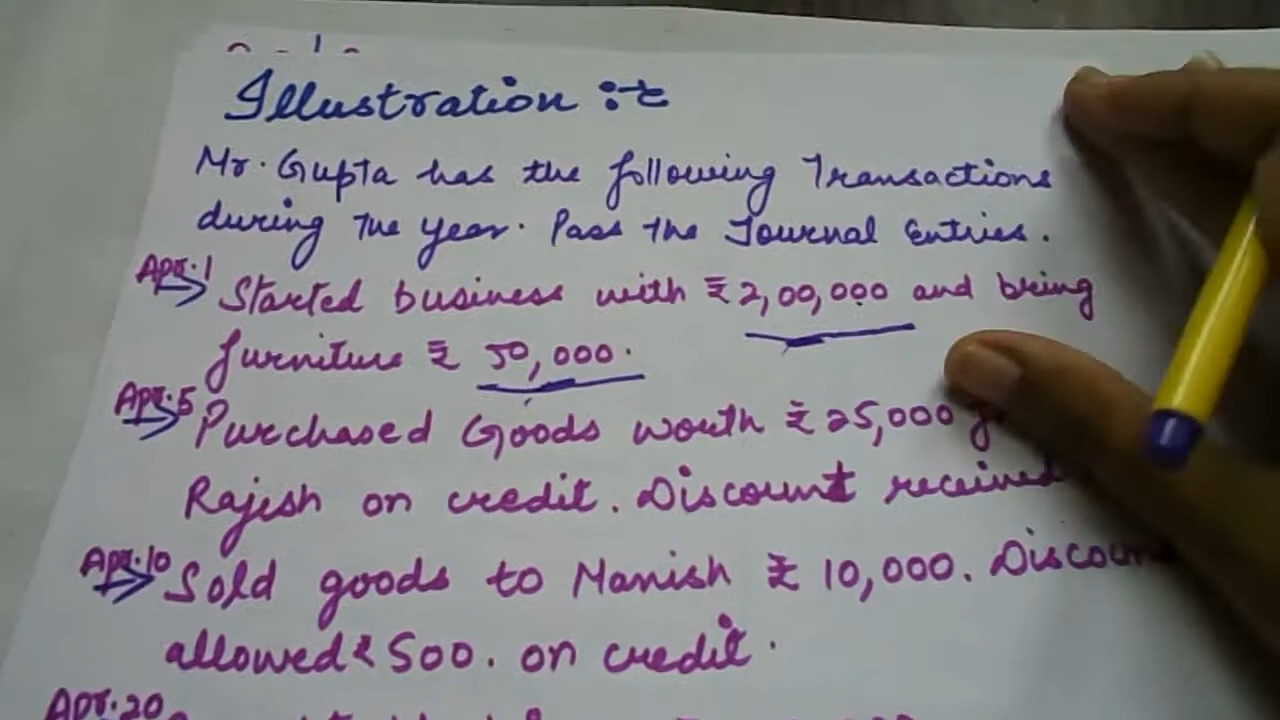 Illustration :-
Mr. Gupta has the following Transactions
during The year. Pass the Journal Entries.
Apr.1
Started business with ₹ 2,00,000 and bring
furniture ₹ 50,000.
Apr.5
Purchased Goods worth ₹ 25,000
Rajesh on credit. Discount received
Apr.10
Sold goods to Manish ₹ 10,000. Discount
allowed ₹ 500. on credit.
Apr.20